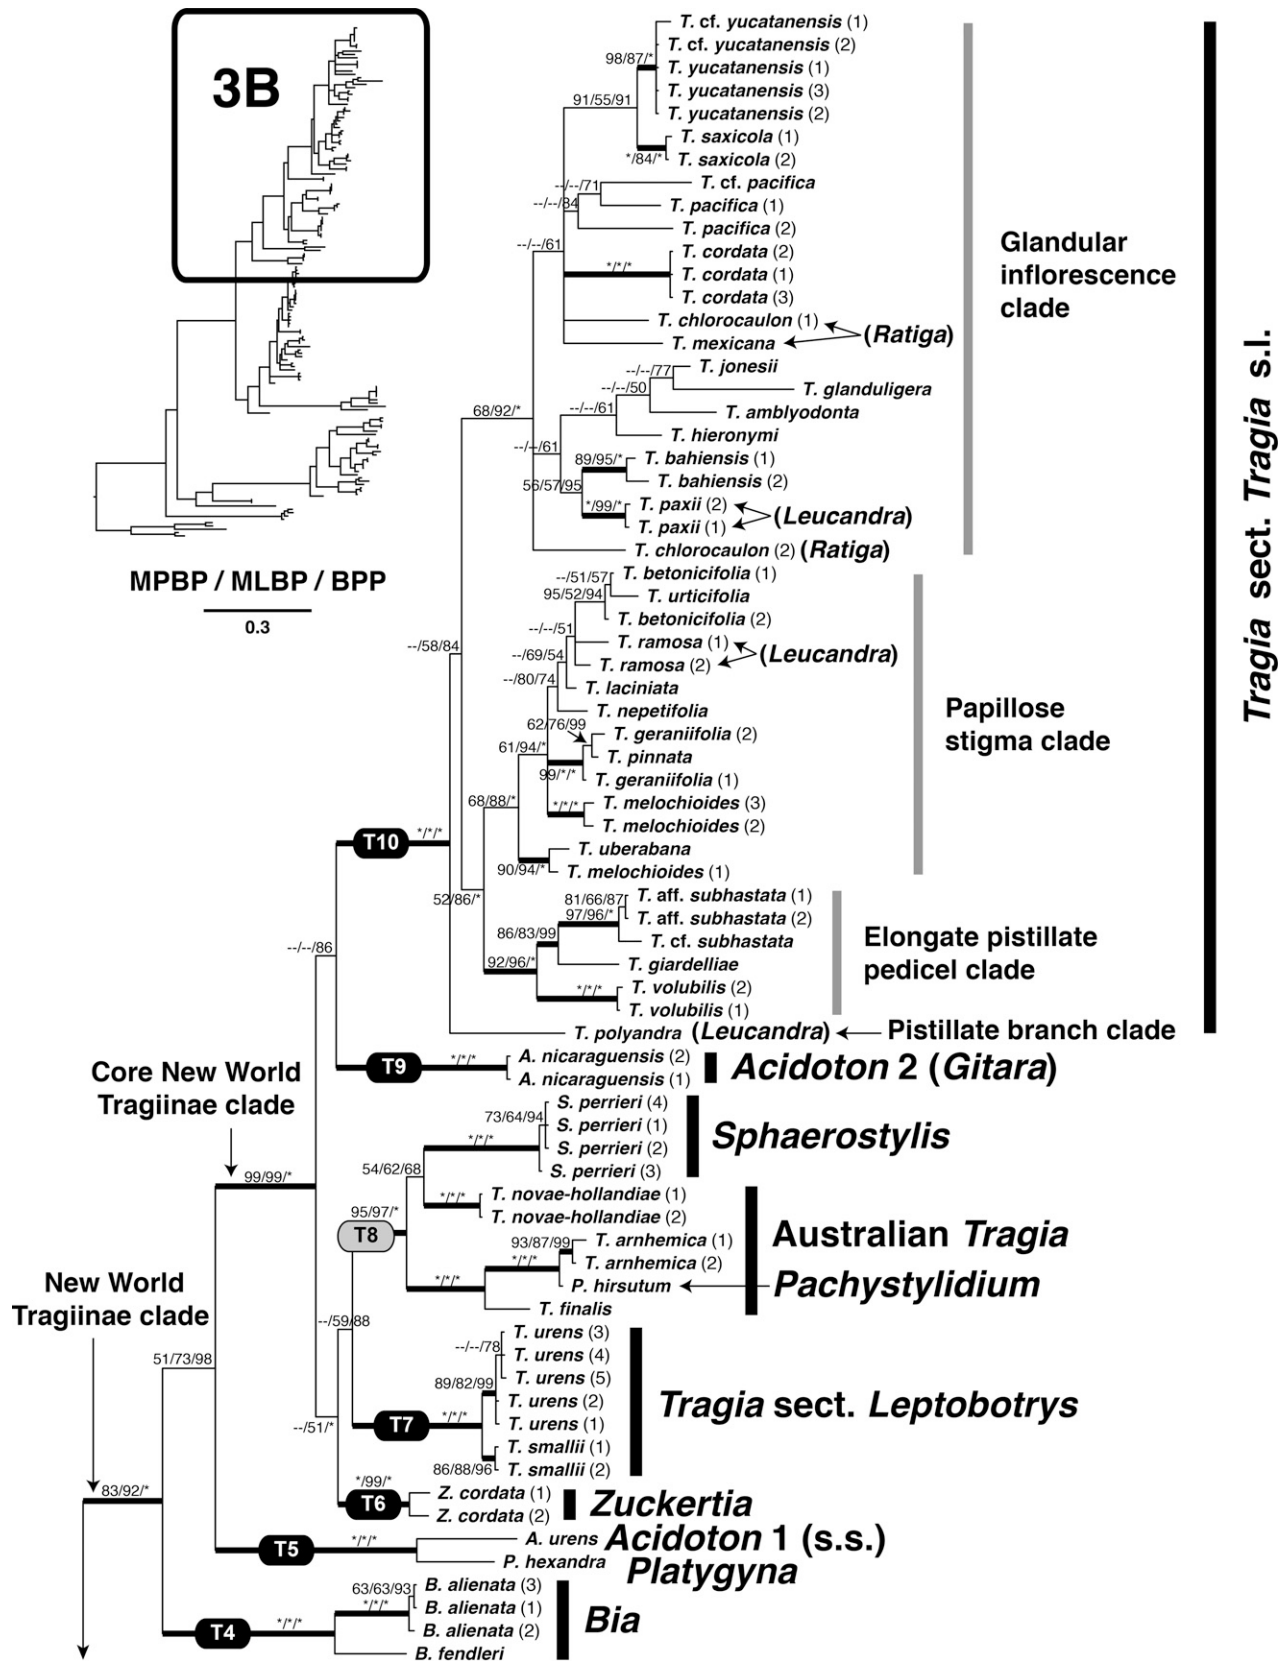 3B
MPBP / MLBP / BPP
0.3
T. cf. yucatanensis (1)
T. cf. yucatanensis (2)
98/87/*
T. yucatanensis (1)
T. yucatanensis (3)
91/55/91
T. yucatanensis (2)
T. saxicola (1)
*/84/*
T. saxicola (2)
--/--/71
T. cf. pacifica
--/--/84
T. pacifica (1)
T. pacifica (2)
--/--/61
T. cordata (2)
*/*/*
T. cordata (1)
T. cordata (3)
T. chlorocaulon (1)
(Ratiga)
T. mexicana
Glandular
inflorescence
clade
T. jonesii
--/--/77
T. glanduligera
--/--/50
T. amblyodonta
--/--/61
68/92/*
T. hieronymi
--/--/61
89/95/*
T. bahiensis (1)
T. bahiensis (2)
56/57/95
*/99/*
T. paxii (2)
(Leucandra)
T. paxii (1)
T. chlorocaulon (2) (Ratiga)
--/51/57
T. betonicifolia (1)
95/52/94
T. urticifolia
T. betonicifolia (2)
--/--/51
T. ramosa (1)
(Leucandra)
--/69/54
T. ramosa (2)
--/58/84
--/80/74
T. laciniata
T. nepetifolia
62/76/99
T. geraniifolia (2)
61/94/*
T. pinnata
99/*/*
T. geraniifolia (1)
Papillose
stigma clade
68/88/*
*/*/*
T. melochioides (3)
T. melochioides (2)
T. uberabana
90/94/*
T. melochioides (1)
T10
*/*/*
52/86/*
81/66/87
T. aff. subhastata (1)
97/96/*
T. aff. subhastata (2)
86/83/99
T. cf. subhastata
92/96/*
T. giardelliae
*/*/*
T. volubilis (2)
T. volubilis (1)
Elongate pistillate
pedicel clade
T. polyandra (Leucandra)
Pistillate branch clade
Tragia sect. Tragia s.l.
--/--/86
T9
*/*/*
A. nicaraguensis (2)
A. nicaraguensis (1)
Acidoton 2 (Gitara)
Core New World
Tragiinae clade
99/99/*
73/64/94
S. perrieri (4)
S. perrieri (1)
*/*/*
S. perrieri (2)
S. perrieri (3)
Sphaerostylis
54/62/68
*/*/*
T. novae-hollandiae (1)
T. novae-hollandiae (2)
95/97/*
T8
93/87/99
T. arnhemica (1)
*/*/*
T. arnhemica (2)
*/*/*
P. hirsutum
T. finalis
Australian Tragia
Pachystylidium
New World
Tragiinae clade
--/59/88
T. urens (3)
--/--/78
T. urens (4)
51/73/98
T. urens (5)
89/82/99
T. urens (2)
T7
*/*/*
T. urens (1)
--/51/*
T. smallii (1)
86/88/96
T. smallii (2)
Tragia sect. Leptobotrys
83/92/*
*/99/*
T6
Z. cordata (1)
Z. cordata (2)
Zuckertia
T5
*/*/*
A. urens
Acidoton 1 (s.s.)
P. hexandra
Platygyna
63/63/93
B. alienata (3)
*/*/*
B. alienata (1)
T4
*/*/*
B. alienata (2)
B. fendleri
Bia